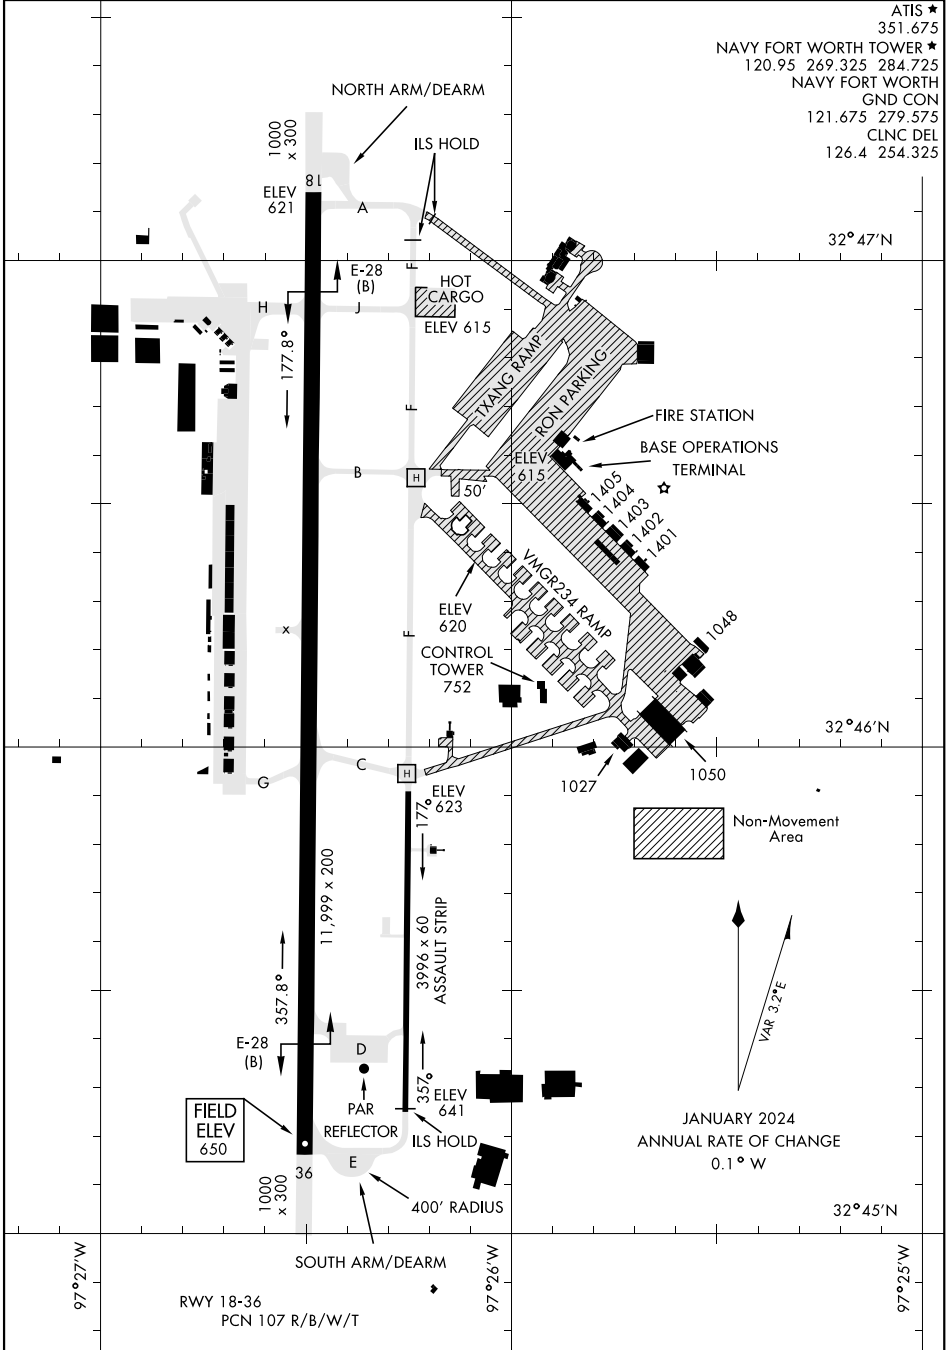 ATIS ★
351.675
NAVY FORT WORTH TOWER ★
120.95 269.325 284.725
NAVY FORT WORTH
GND CON
121.675 279.575
CLNC DEL
126.4 254.325
NORTH ARM/DEARM
1000
x 300
ILS HOLD
18
ELEV
621
A
32°47'N
F
E-28
(B)
HOT
CARGO
H
J
ELEV 615
177.8°
TXANG RAMP
RON PARKING
F
FIRE STATION
BASE OPERATIONS
TERMINAL
ELEV
615
B
H
50'
1405
1404
1403
1402
1401
VMGR234 RAMP
ELEV
620
x
F
1048
CONTROL
TOWER
752
32°46'N
C
H
G
1050
1027
ELEV
623
177°
Non-Movement
Area
11,999 x 200
3996 x 60
ASSAULT STRIP
357.8°
VAR 3.2°E
E-28
(B)
D
357°
ELEV
641
FIELD
ELEV
650
PAR
REFLECTOR
ILS HOLD
JANUARY 2024
ANNUAL RATE OF CHANGE
0.1° W
E
36
1000
x 300
400' RADIUS
32°45'N
SOUTH ARM/DEARM
97°27'W
97°26'W
97°25'W
RWY 18-36
PCN 107 R/B/W/T